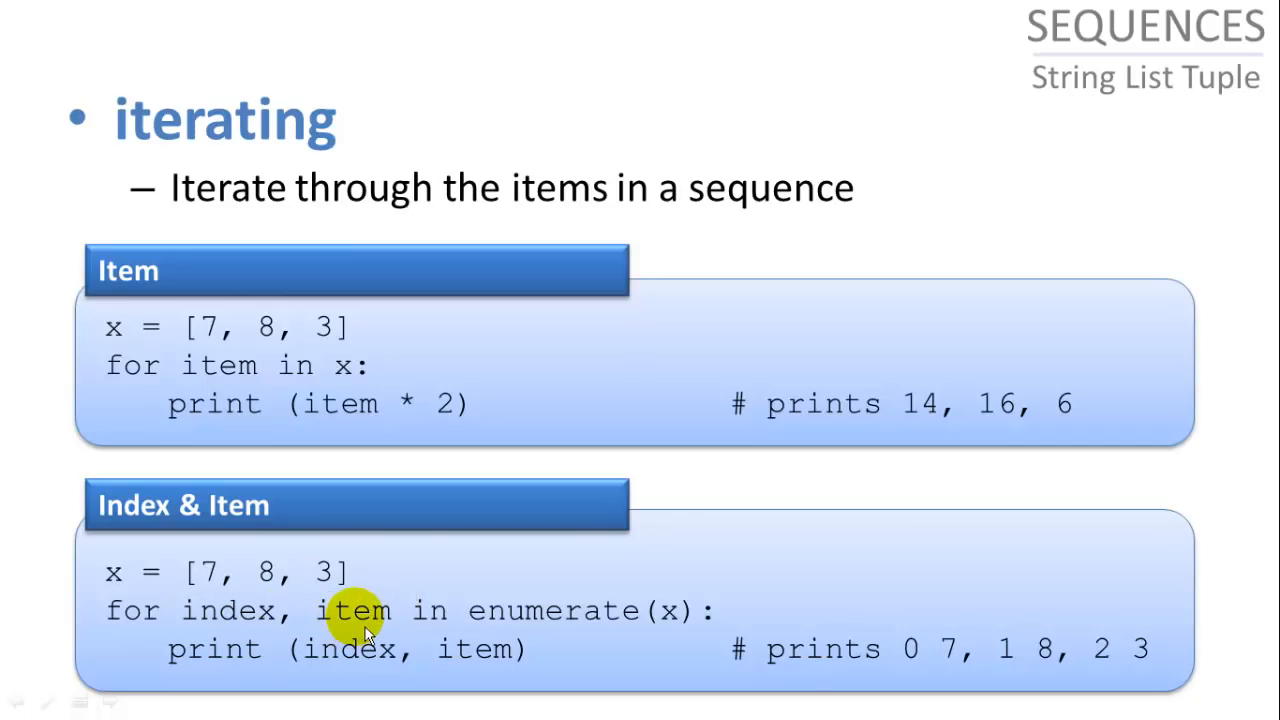 SEQUENCES
String List Tuple
• iterating
– Iterate through the items in a sequence
Item
x = [7, 8, 3]
for item in x:
    print (item * 2)    # prints 14, 16, 6
Index & Item
x = [7, 8, 3]
for index, item in enumerate(x):
    print (index, item)    # prints 0 7, 1 8, 2 3